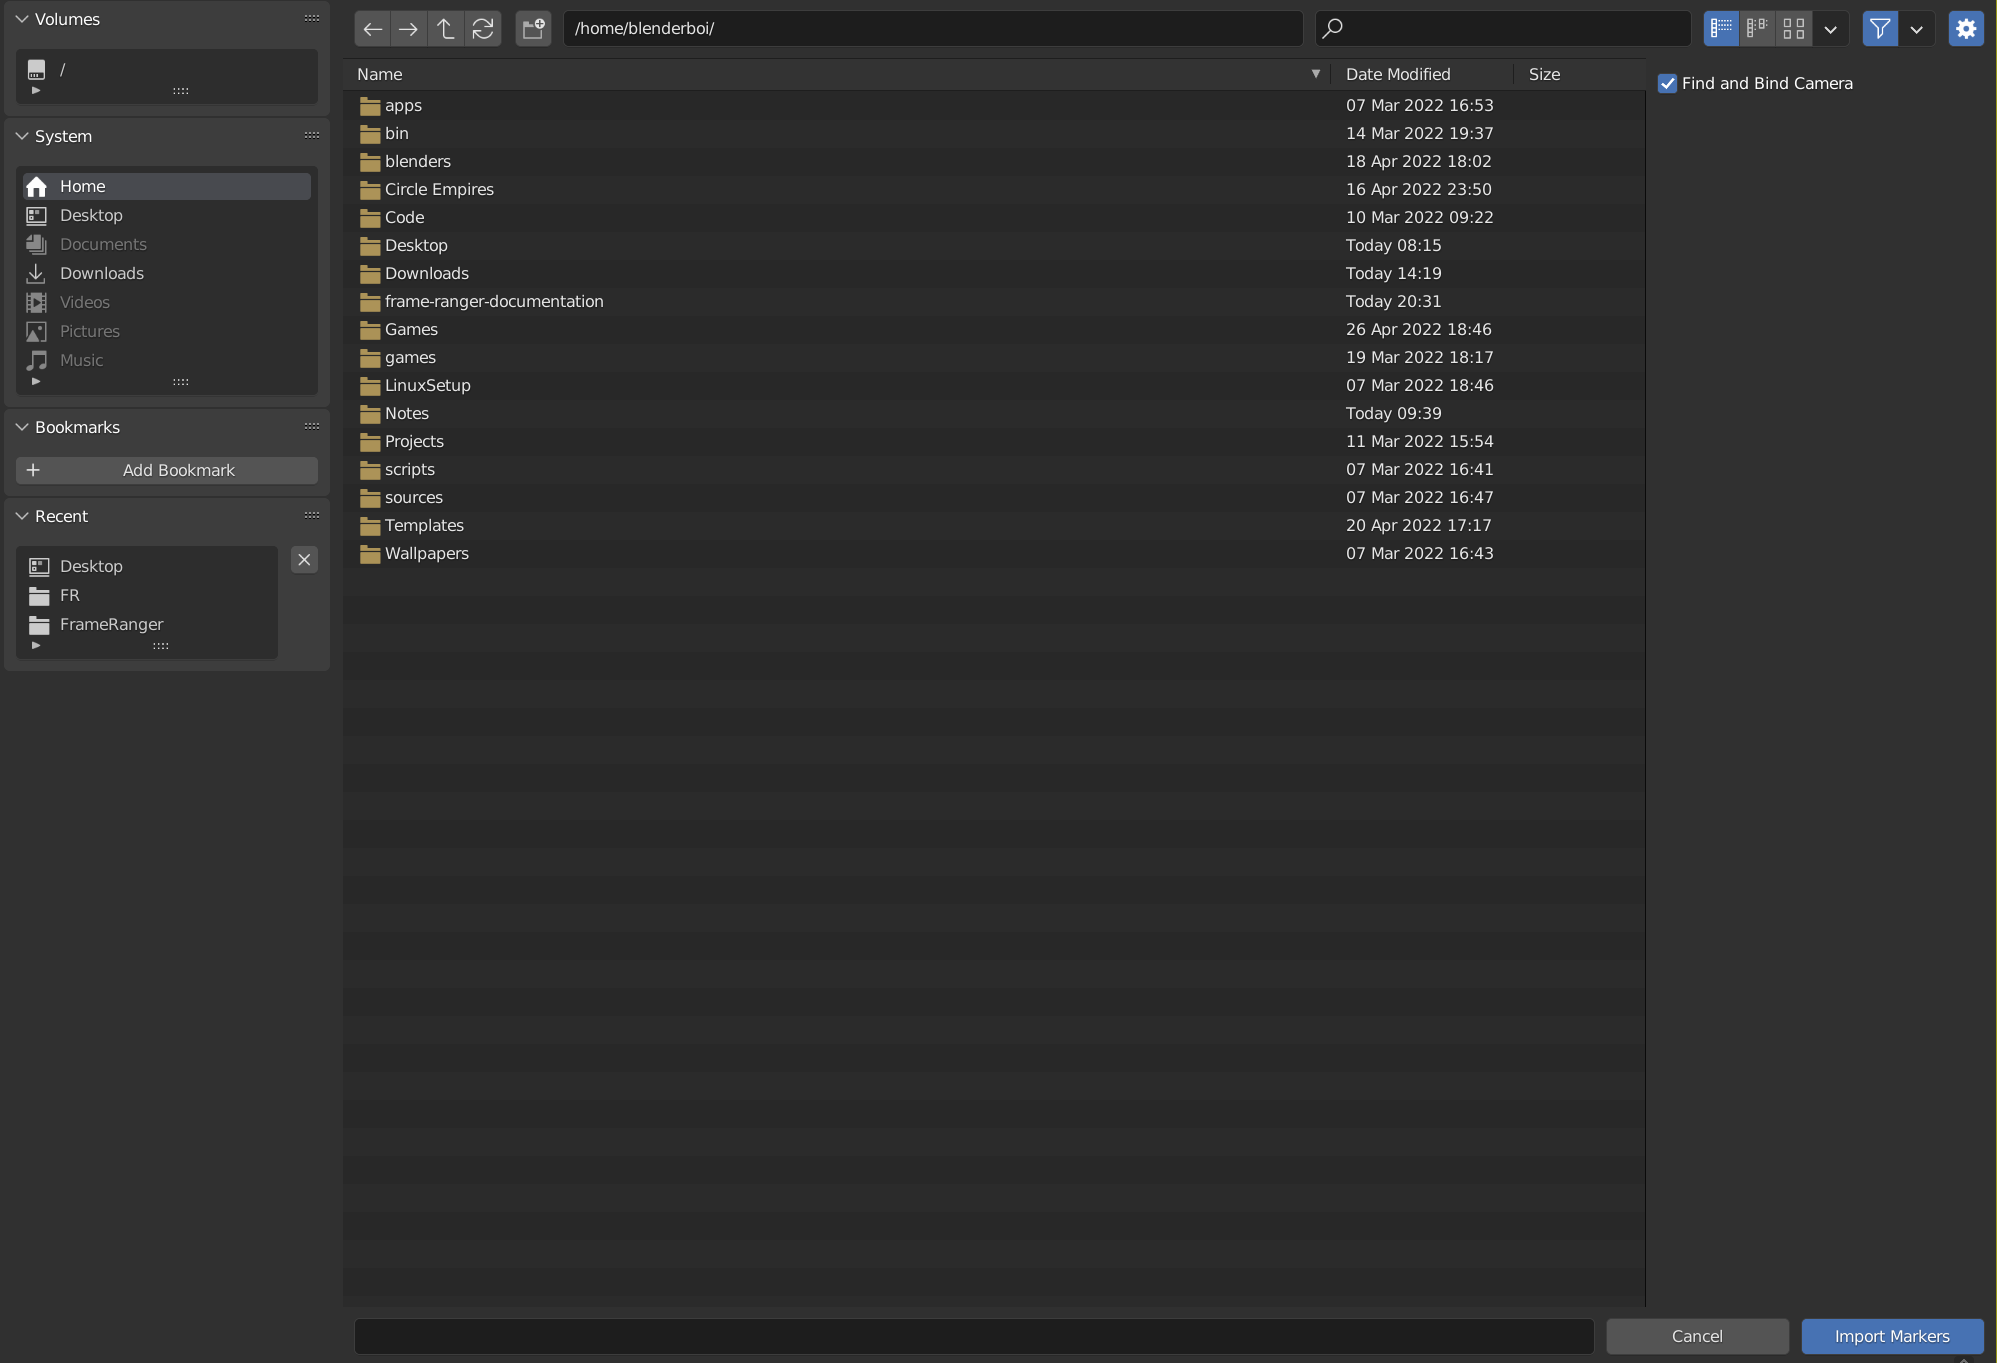 Volumes
/
System
Home
Desktop
Documents
Downloads
Videos
Pictures
Music
Bookmarks
Add Bookmark
Recent
Desktop
FR
FrameRanger
/home/blenderboi/
Name Date Modified Size
apps 07 Mar 2022 16:53
bin 14 Mar 2022 19:37
blenders 18 Apr 2022 18:02
Circle Empires 16 Apr 2022 23:50
Code 10 Mar 2022 09:22
Desktop Today 08:15
Downloads Today 14:19
frame-ranger-documentation Today 20:31
Games 26 Apr 2022 18:46
games 19 Mar 2022 18:17
LinuxSetup 07 Mar 2022 18:46
Notes Today 09:39
Projects 11 Mar 2022 15:54
scripts 07 Mar 2022 16:41
sources 07 Mar 2022 16:47
Templates 20 Apr 2022 17:17
Wallpapers 07 Mar 2022 16:43
Find and Bind Camera
Cancel
Import Markers